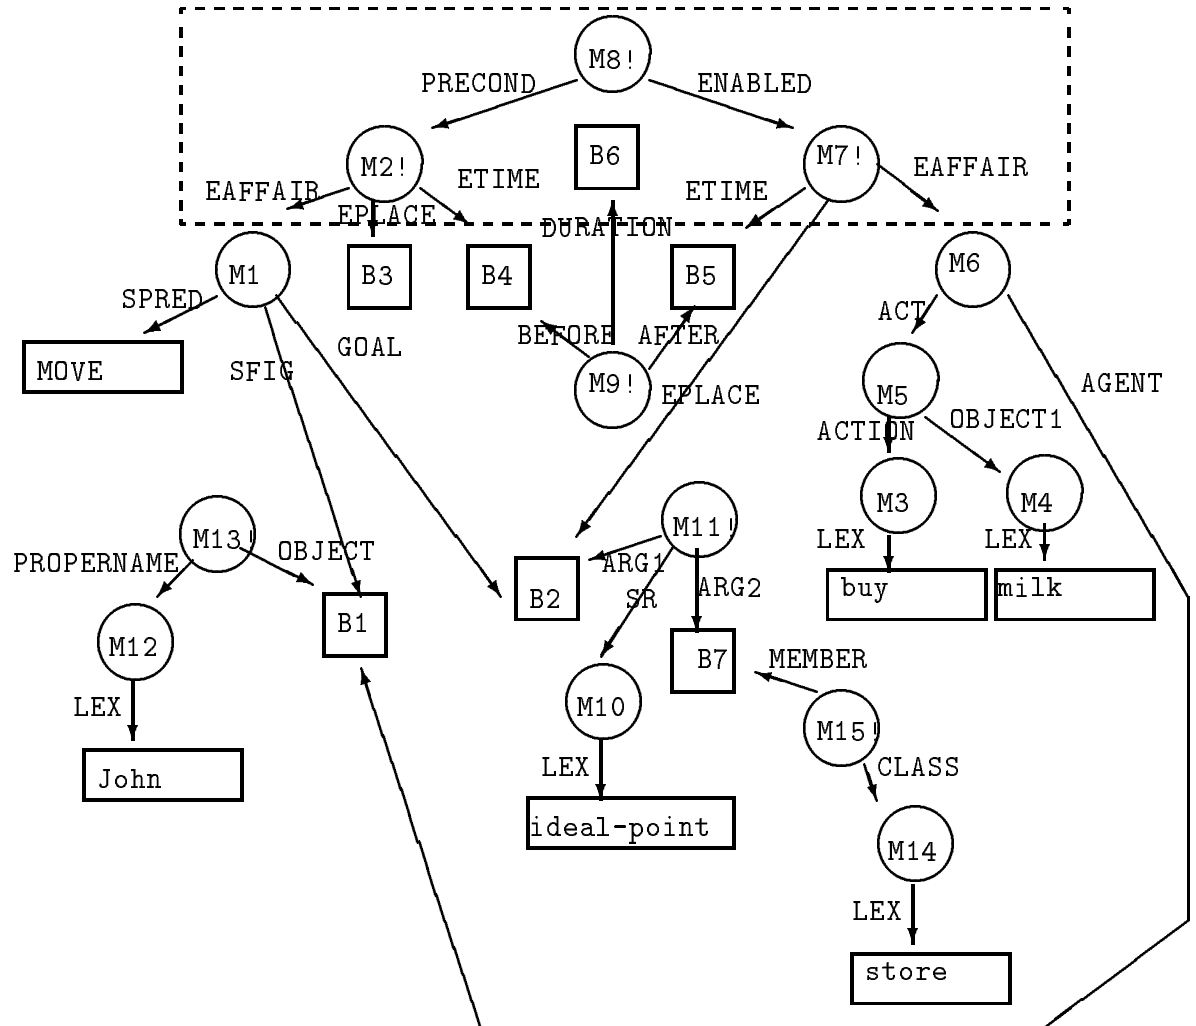 M8!
PRECOND ENABLED
M2! B6 M7!
EAFFAIR ETIME ETIME EAFFAIR
EPLACE DURATION
M1 B3 B4 B5 M6
SPRED BEFORE AFTER ACT
MOVE SFIG GOAL M9! EPLACE M5 AGENT
ACTION OBJECT1
M3 M4
M13! M11! LEX LEX
PROPERNAME OBJECT ARG1 buy milk
B2 SR ARG2
M12 B1 B7 MEMBER
LEX M10 M15!
John LEX CLASS
ideal-point M14
LEX
store